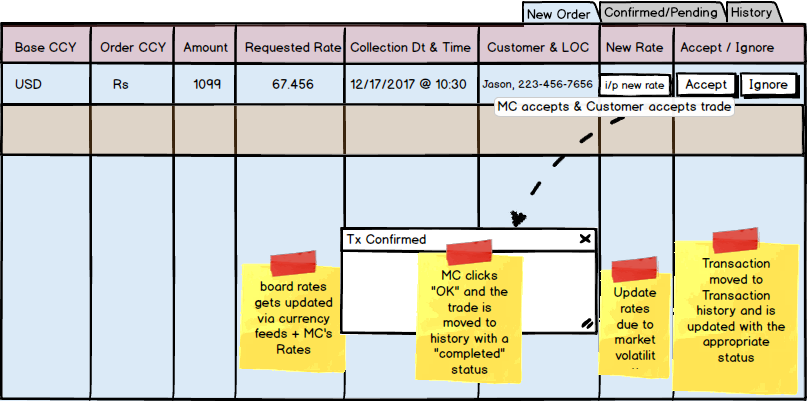 New Order
Confirmed/Pending
History
Base CCY
Order CCY
Amount
Requested Rate
Collection Dt & Time
Customer & LOC
New Rate
Accept / Ignore
USD
Rs
1099
67.456
12/17/2017 @ 10:30
Jason, 223-456-7656
i/p new rate
Accept
Ignore
MC accepts & Customer accepts trade
Tx Confirmed
board rates
gets updated
via currency
feeds + MC's
Rates
MC clicks
"OK" and the
trade is
moved to
history with a
"completed"
status
Update
rates
due to
market
volatilit
Transaction
moved to
Transaction
history and is
updated with the
appropriate
status